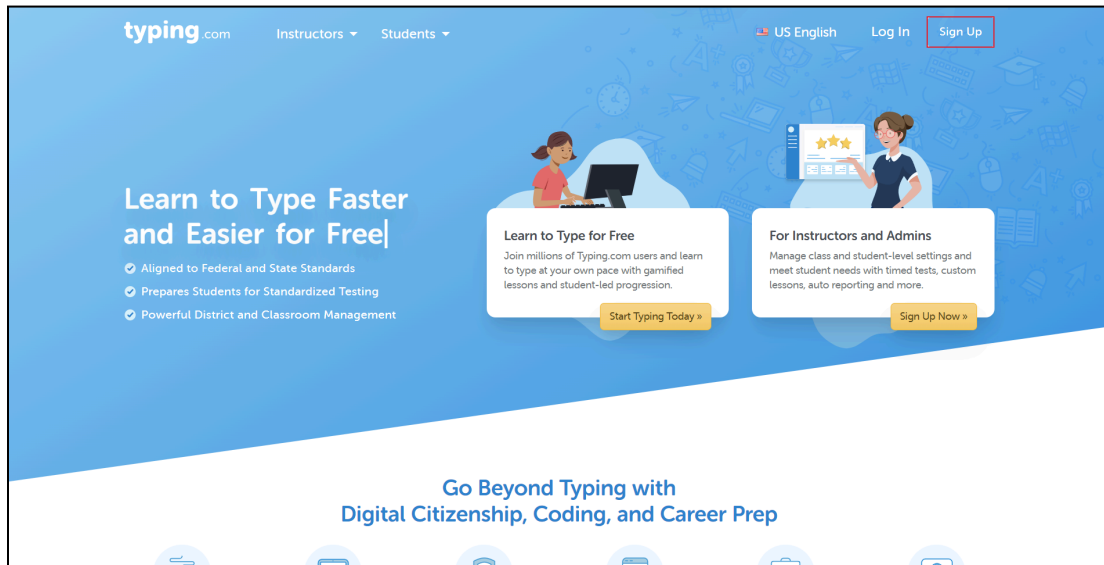 typing.com
Instructors
Students
US English
Log In
Sign Up
Learn to Type Faster
and Easier for Free
Aligned to Federal and State Standards
Prepares Students for Standardized Testing
Powerful District and Classroom Management
Learn to Type for Free
Join millions of Typing.com users and learn
to type at your own pace with gamified
lessons and student-led progression.
Start Typing Today »
For Instructors and Admins
Manage class and student-level settings and
meet student needs with timed tests, custom
lessons, auto reporting and more.
Sign Up Now »
Go Beyond Typing with
Digital Citizenship, Coding, and Career Prep